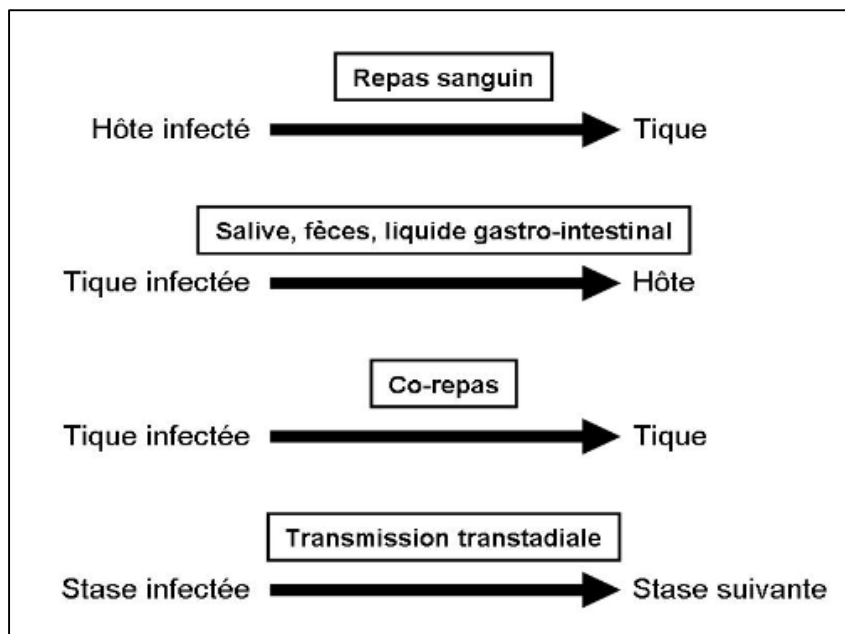 Repas sanguin
Hôte infecté Tique
Salive, fèces, liquide gastro-intestinal
Tique infectée Hôte
Co-repas
Tique infectée Tique
Transmission transtadiale
Stase infectée Stase suivante